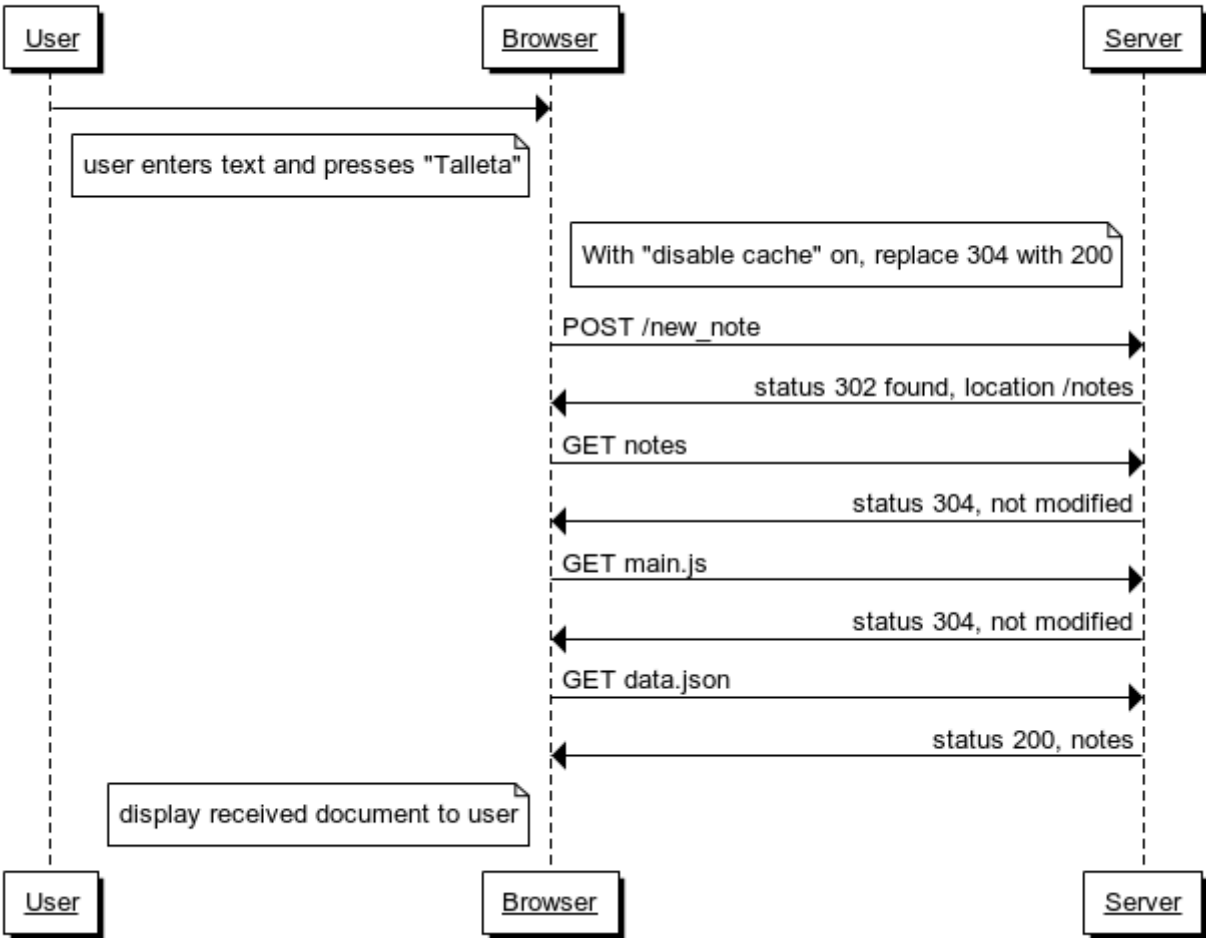 User
Browser
Server
user enters text and presses "Talleta"
With "disable cache" on, replace 304 with 200
POST /new_note
status 302 found, location /notes
GET notes
status 304, not modified
GET main.js
status 304, not modified
GET data.json
status 200, notes
display received document to user
User
Browser
Server